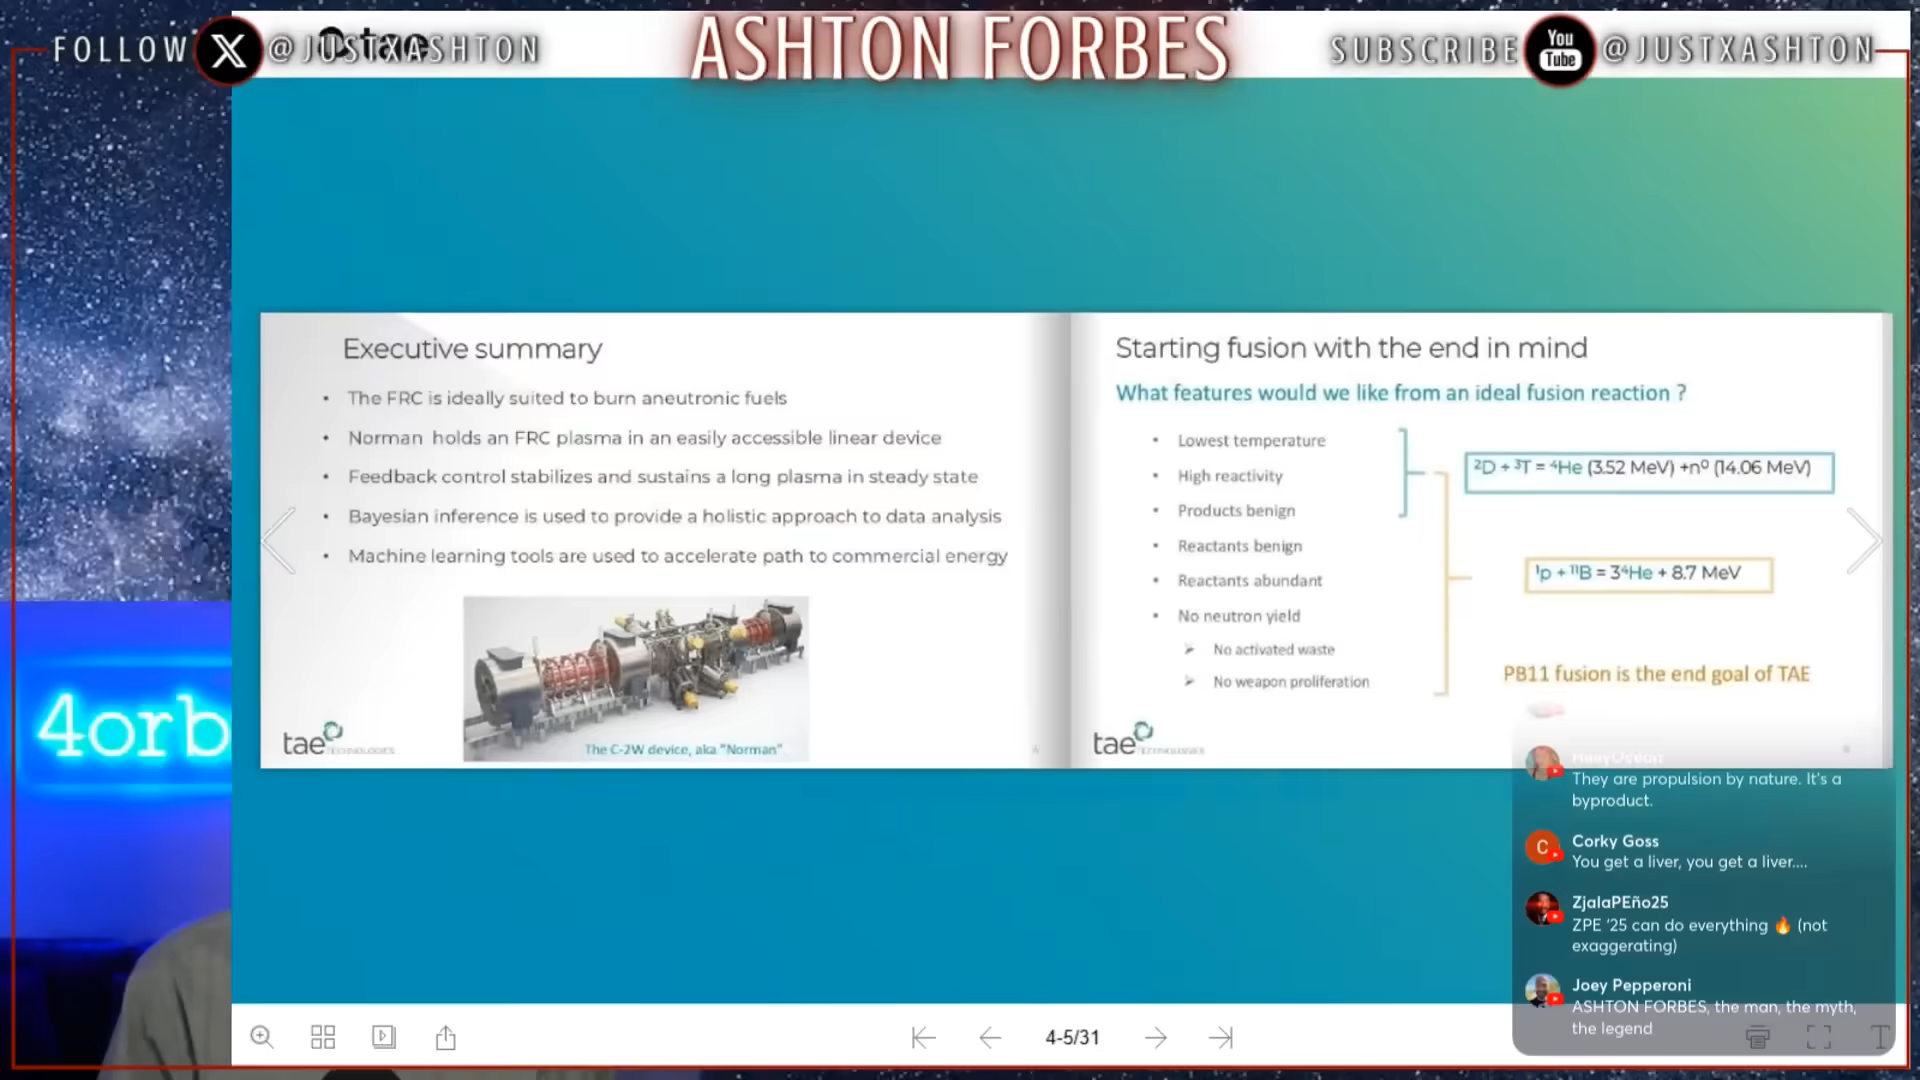 FOLLOW X @JUSTXASHTON
tae
ASHTON FORBES
SUBSCRIBE You Tube @JUSTXASHTON
Executive summary
• The FRC is ideally suited to burn aneutronic fuels
• Norman holds an FRC plasma in an easily accessible linear device
• Feedback control stabilizes and sustains a long plasma in steady state
• Bayesian inference is used to provide a holistic approach to data analysis
• Machine learning tools are used to accelerate path to commercial energy
The C-2W device, aka "Norman"
tae TECHNOLOGIES
Starting fusion with the end in mind
What features would we like from an ideal fusion reaction ?
• Lowest temperature
• High reactivity
• Products benign
• Reactants benign
• Reactants abundant
• No neutron yield
➤ No activated waste
➤ No weapon proliferation
²D + ³T = ⁴He (3.52 MeV) +n⁰ (14.06 MeV)
¹p + ¹¹B = 3⁴He + 8.7 MeV
PB11 fusion is the end goal of TAE
tae TECHNOLOGIES
They are propulsion by nature. It's a
byproduct.
C
Corky Goss
You get a liver, you get a liver....
ZjalaPEño25
ZPE '25 can do everything 🔥 (not
exaggerating)
Joey Pepperoni
ASHTON FORBES, the man, the myth,
the legend
4orb
4-5/31